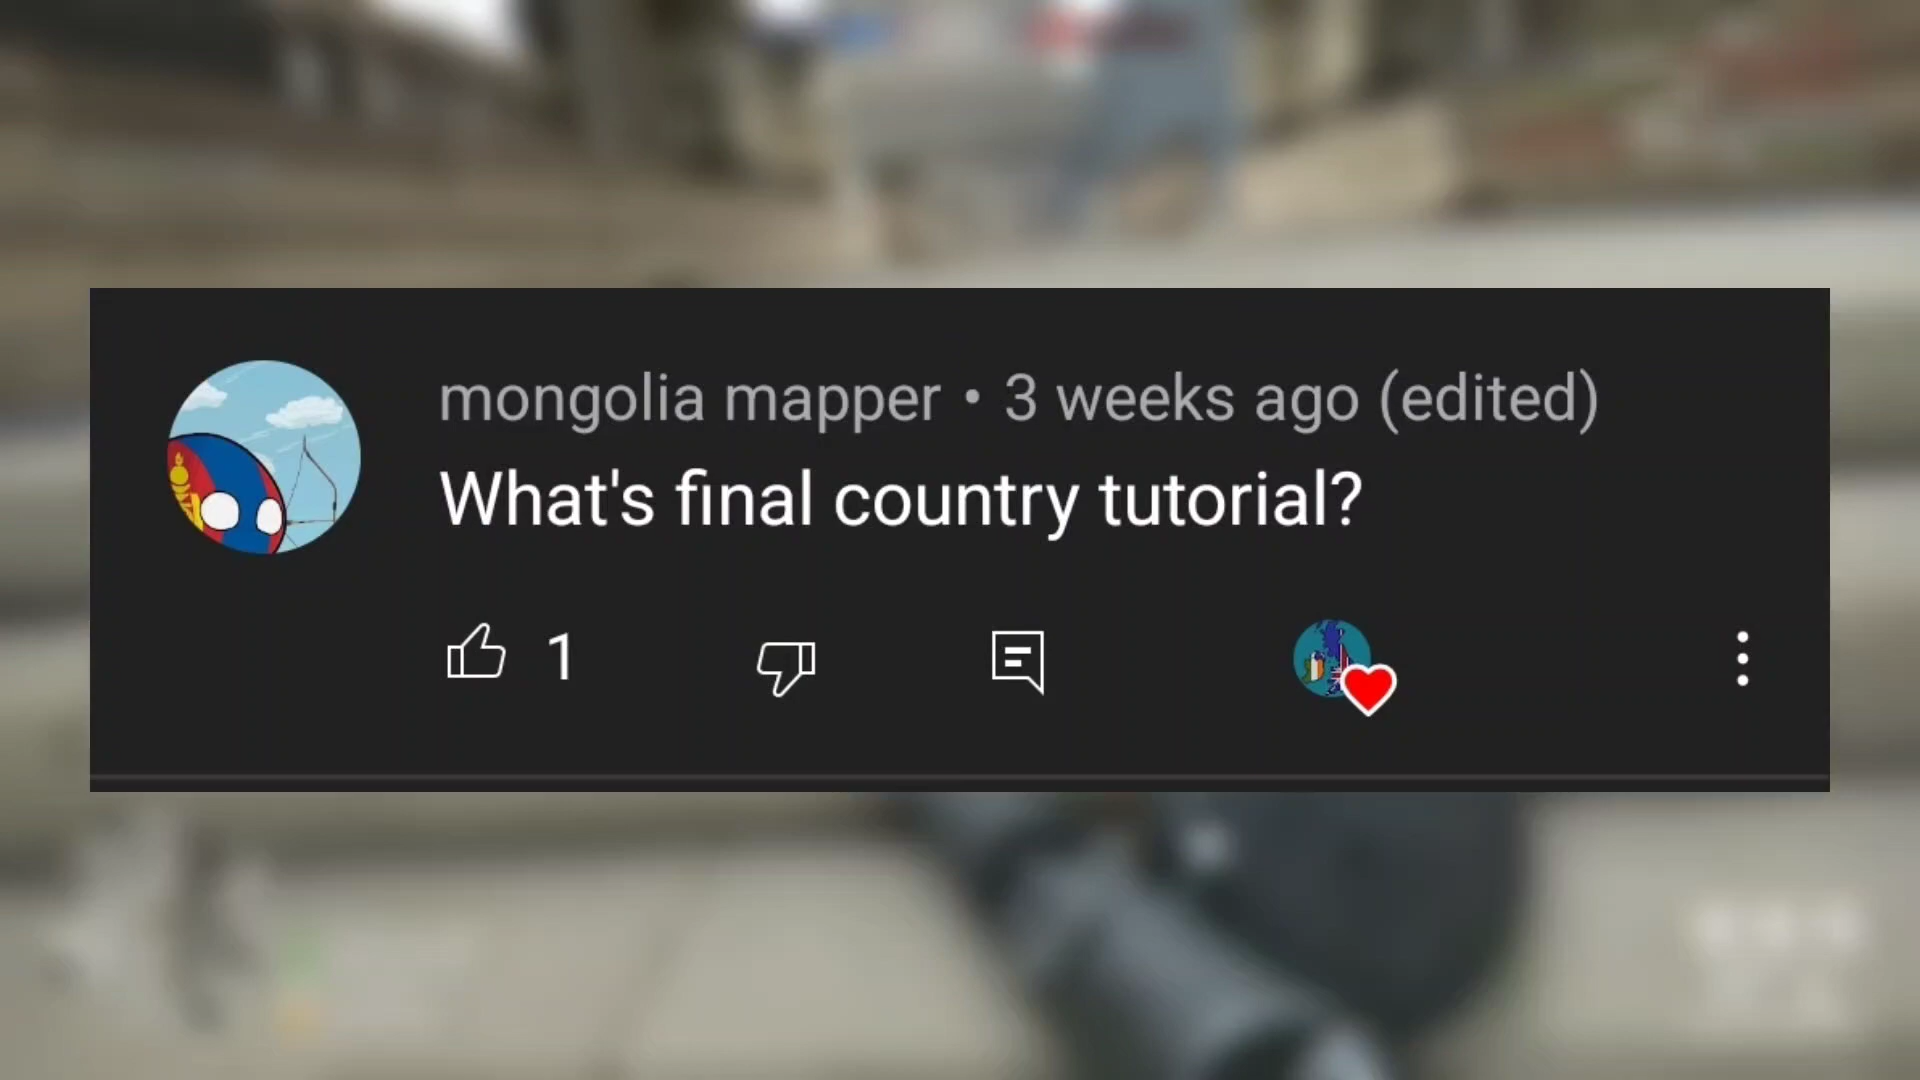 mongolia mapper • 3 weeks ago (edited)
What's final country tutorial?
1